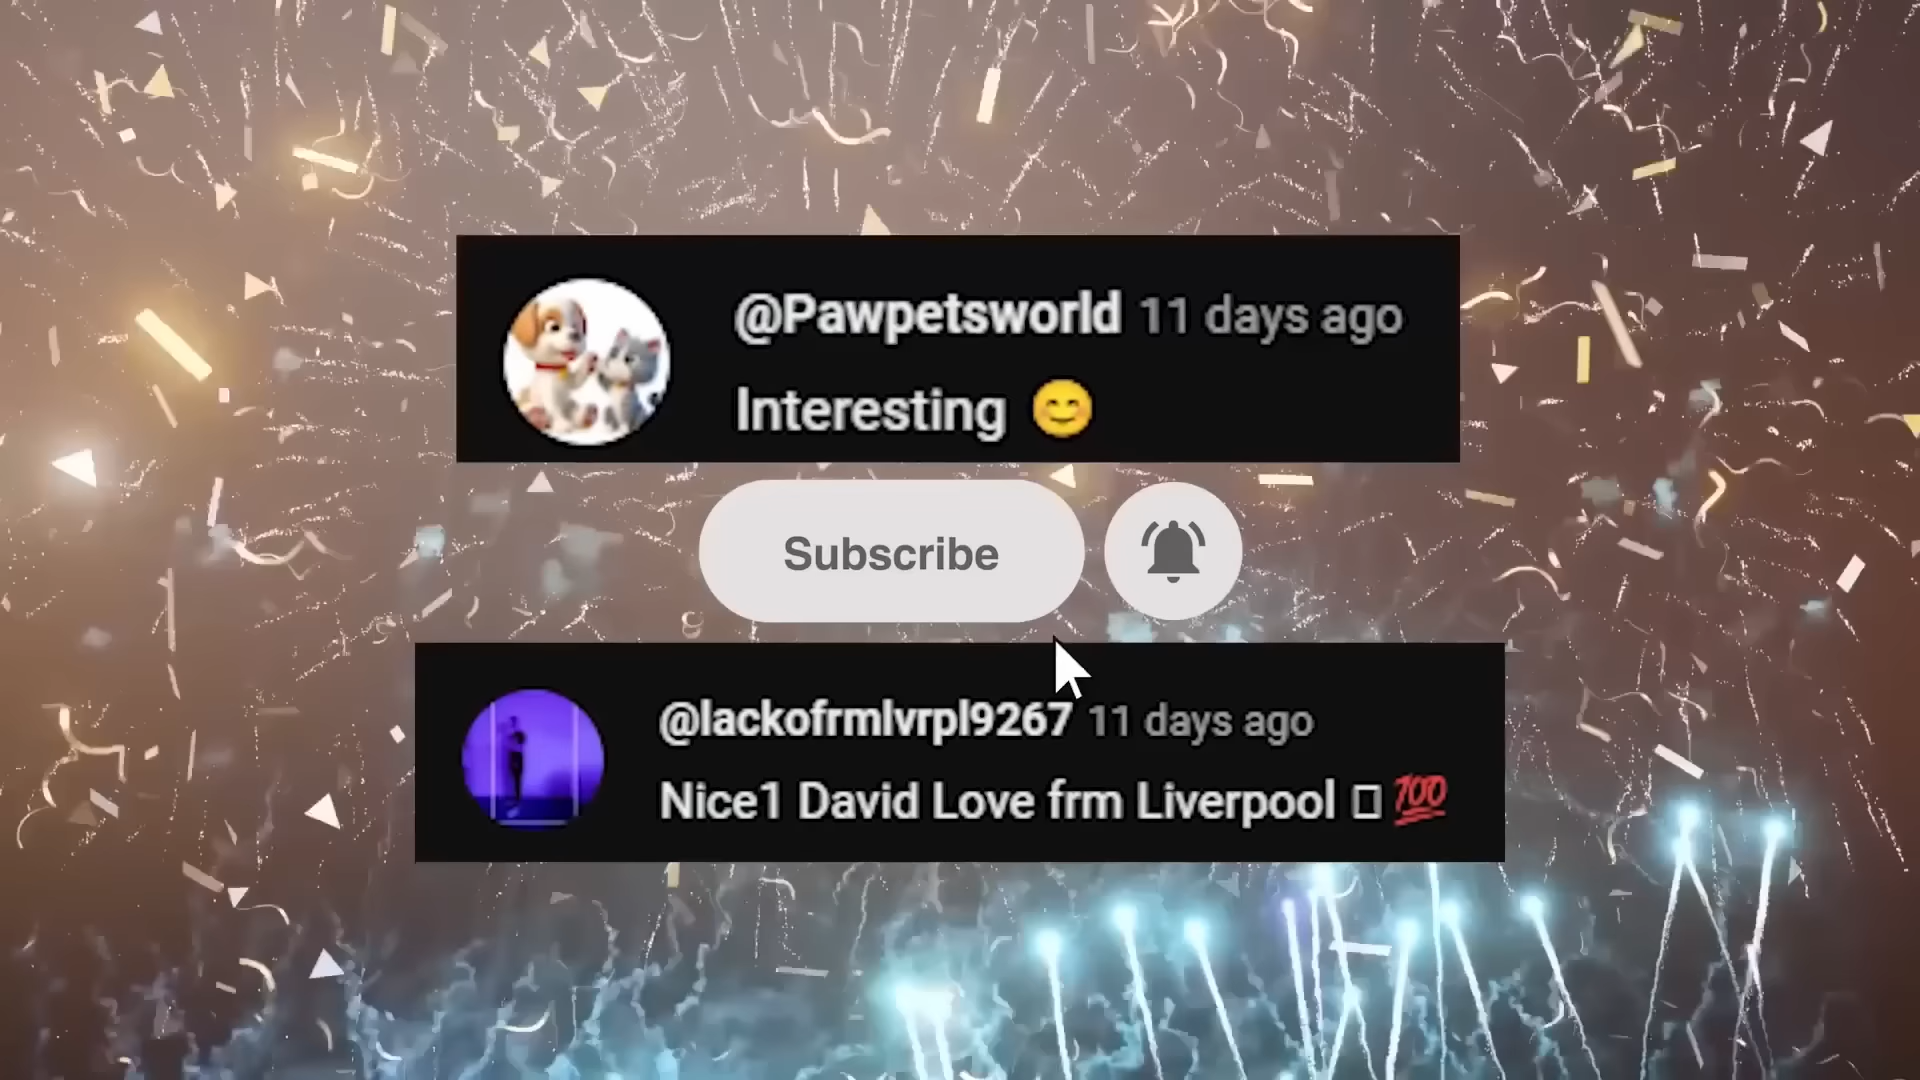 @Pawpetsworld 11 days ago
Interesting 😊
Subscribe
@lackofrmlvrpl9267 11 days ago
Nice1 David Love frm Liverpool □ 💯